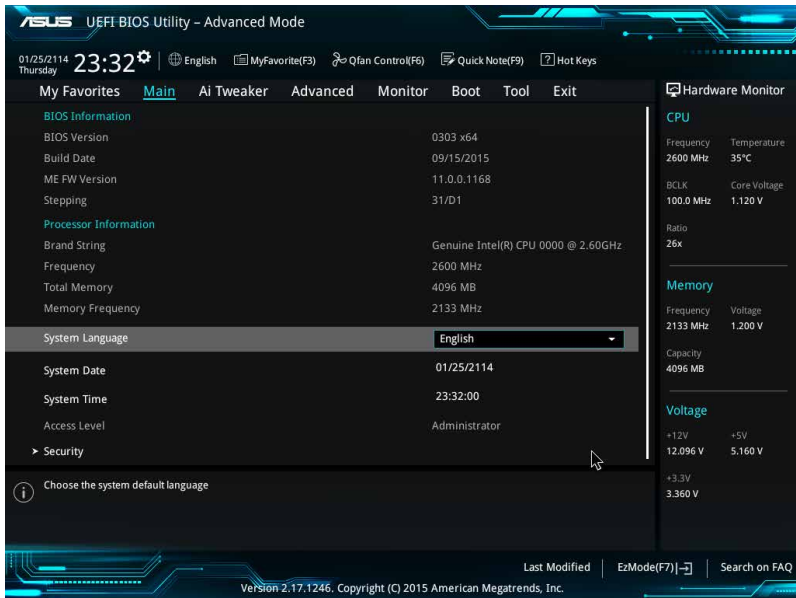 ASUS UEFI BIOS Utility – Advanced Mode
01/25/2114
Thursday
23:32
English MyFavorite(F3) Qfan Control(F6) Quick Note(F9) ? Hot Keys
My Favorites Main Ai Tweaker Advanced Monitor Boot Tool Exit
BIOS Information
BIOS Version 0303 x64
Build Date 09/15/2015
ME FW Version 11.0.0.1168
Stepping 31/D1
Processor Information
Brand String Genuine Intel(R) CPU 0000 @ 2.60GHz
Frequency 2600 MHz
Total Memory 4096 MB
Memory Frequency 2133 MHz
System Language English
System Date 01/25/2114
System Time 23:32:00
Access Level Administrator
Security
Choose the system default language
Hardware Monitor
CPU
Frequency Temperature
2600 MHz 35°C
BCLK Core Voltage
100.0 MHz 1.120 V
Ratio
26x
Memory
Frequency Voltage
2133 MHz 1.200 V
Capacity
4096 MB
Voltage
+12V +5V
12.096 V 5.160 V
+3.3V
3.360 V
Last Modified EzMode(F7) Search on FAQ
Version 2.17.1246. Copyright (C) 2015 American Megatrends, Inc.